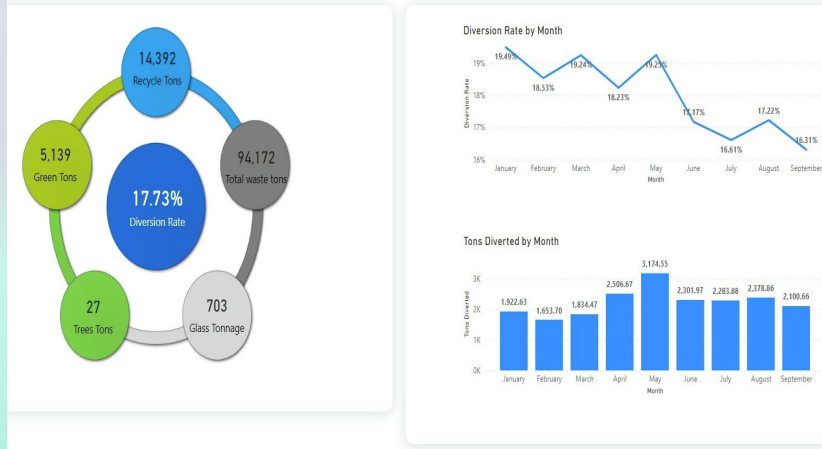 14,392
Recycle Tons
5,139
Green Tons
94,172
Total waste tons
17.73%
Diversion Rate
27
Trees Tons
703
Glass Tonnage
Diversion Rate by Month
Diversion Rate
19%
18%
17%
16%
19.49%
18.53%
19.24%
18.23%
19.25%
17.17%
16.61%
17.22%
16.31%
January February March April May June July August September
Month
Tons Diverted by Month
Tons Diverted
3K
2K
1K
0K
1,922.63
1,653.70
1,834.47
2,506.67
3,174.55
2,301.97
2,283.88
2,378.86
2,100.66
January February March April May June July August September
Month